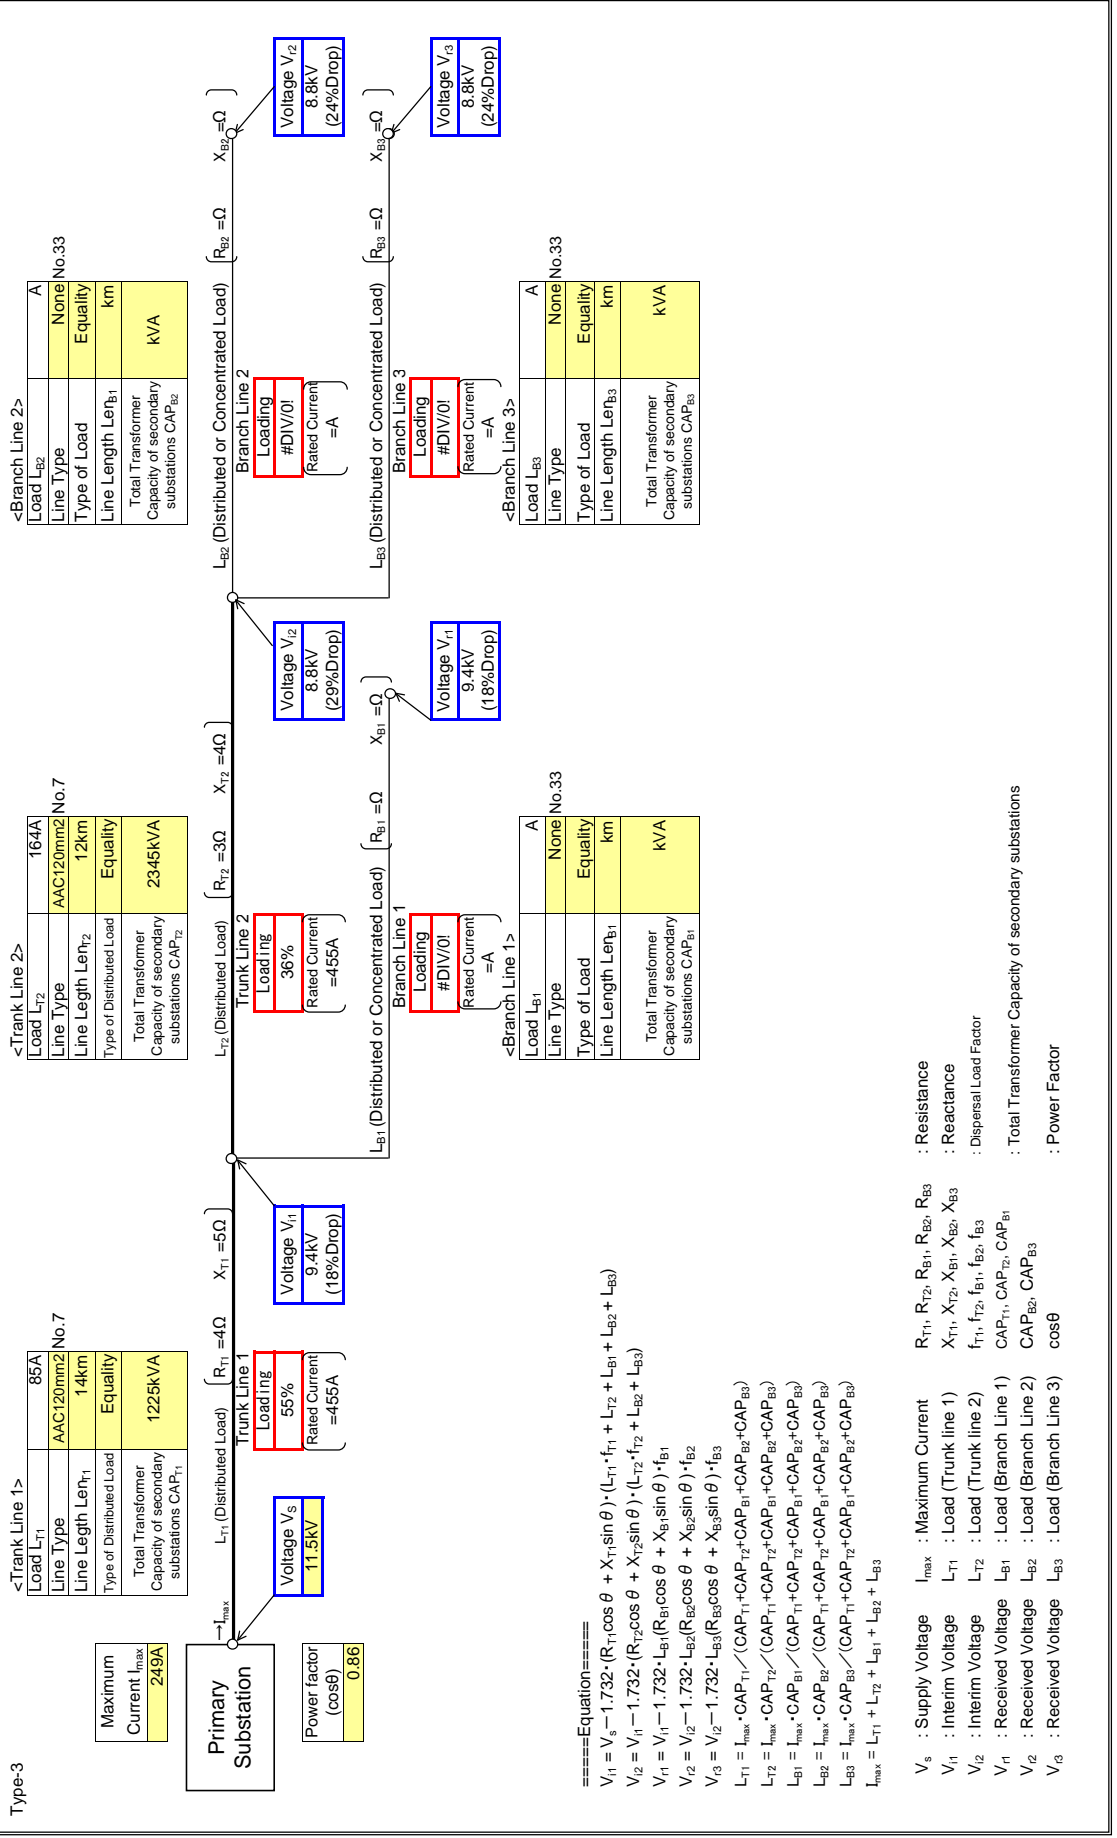 Type-3
Maximum
Current Imax
249A
Primary
Substation
Power factor
(cosθ)
0.86
→Imax
Voltage VS
11.5kV
<Trank Line 1>
Load LT1 85A
Line Type AAC120mm2 No.7
Line Length LenT1 14km
Type of Distributed Load Equality
Total Transformer
Capacity of secondary
substations CAPT1
1225kVA
LT1 (Distributed Load) RT1 =4Ω XT1 =5Ω
Trunk Line 1
Loading
55%
Rated Current
=455A
Voltage Vi1
9.4kV
(18%Drop)
<Trank Line 2>
Load LT2 164A
Line Type AAC120mm2 No.7
Line Legth LenT2 12km
Type of Distributed Load Equality
Total Transformer
Capacity of secondary
substations CAPT2
2345kVA
LT2 (Distributed Load) RT2 =3Ω XT2 =4Ω
Trunk Line 2
Loading
36%
Rated Current
=455A
Voltage Vi2
8.8kV
(29%Drop)
LB1 (Distributed or Concentrated Load) RB1 =Ω XB1 =Ω
Branch Line 1
Loading
#DIV/0!
Rated Current
=A
Voltage Vr1
9.4kV
(18%Drop)
<Branch Line 1>
Load LB1 A
Line Type None No.33
Type of Load Equality
Line Length LenB1 km
Total Transformer
Capacity of secondary
substations CAPB1
kVA
<Branch Line 2>
Load LB2 A
Line Type None No.33
Type of Load Equality
Line Length LenB1 km
Total Transformer
Capacity of secondary
substations CAPB2
kVA
LB2 (Distributed or Concentrated Load) RB2 =Ω XB2 =Ω
Branch Line 2
Loading
#DIV/0!
Rated Current
=A
Voltage Vr2
8.8kV
(24%Drop)
LB3 (Distributed or Concentrated Load) RB3 =Ω XB3 =Ω
Branch Line 3
Loading
#DIV/0!
Rated Current
=A
Voltage Vr3
8.8kV
(24%Drop)
<Branch Line 3>
Load LB3 A
Line Type None No.33
Type of Load Equality
Line Length LenB3 km
Total Transformer
Capacity of secondary
substations CAPB3
kVA
=====Equation=====
Vi1 = Vs－1.732・(RT1cos θ + XT1sin θ)・(LT1・fT1 + LT2 + LB1 + LB2 + LB3)
Vi2 = Vi1－1.732・(RT2cos θ + XT2sin θ)・(LT2・fT2 + LB2 + LB3)
Vr1 = Vi1－1.732・LB1(RB1cos θ + XB1sin θ)・fB1
Vr2 = Vi2－1.732・LB2(RB2cos θ + XB2sin θ)・fB2
Vr3 = Vi2－1.732・LB3(RB3cos θ + XB3sin θ)・fB3
LT1 = Imax・CAPT1／(CAPT1+CAPT2+CAPB1+CAPB2+CAPB3)
LT2 = Imax・CAPT2／(CAPT1+CAPT2+CAPB1+CAPB2+CAPB3)
LB1 = Imax・CAPB1／(CAPT1+CAPT2+CAPB1+CAPB2+CAPB3)
LB2 = Imax・CAPB2／(CAPT1+CAPT2+CAPB1+CAPB2+CAPB3)
LB3 = Imax・CAPB3／(CAPT1+CAPT2+CAPB1+CAPB2+CAPB3)
Imax = LT1 + LT2 + LB1 + LB2 + LB3
Vs : Supply Voltage Imax : Maximum Current RT1, RT2, RB1, RB2, RB3 : Resistance
Vi1 : Interim Voltage LT1 : Load (Trunk line 1) XT1, XT2, XB1, XB2, XB3 : Reactance
Vi2 : Interim Voltage LT2 : Load (Trunk line 2) fT1, fT2, fB1, fB2, fB3 : Dispersal Load Factor
Vr1 : Received Voltage LB1 : Load (Branch Line 1) CAPT1, CAPT2, CAPB1 : Total Transformer Capacity of secondary substations
Vr2 : Received Voltage LB2 : Load (Branch Line 2) CAPB2, CAPB3
Vr3 : Received Voltage LB3 : Load (Branch Line 3) cosθ : Power Factor